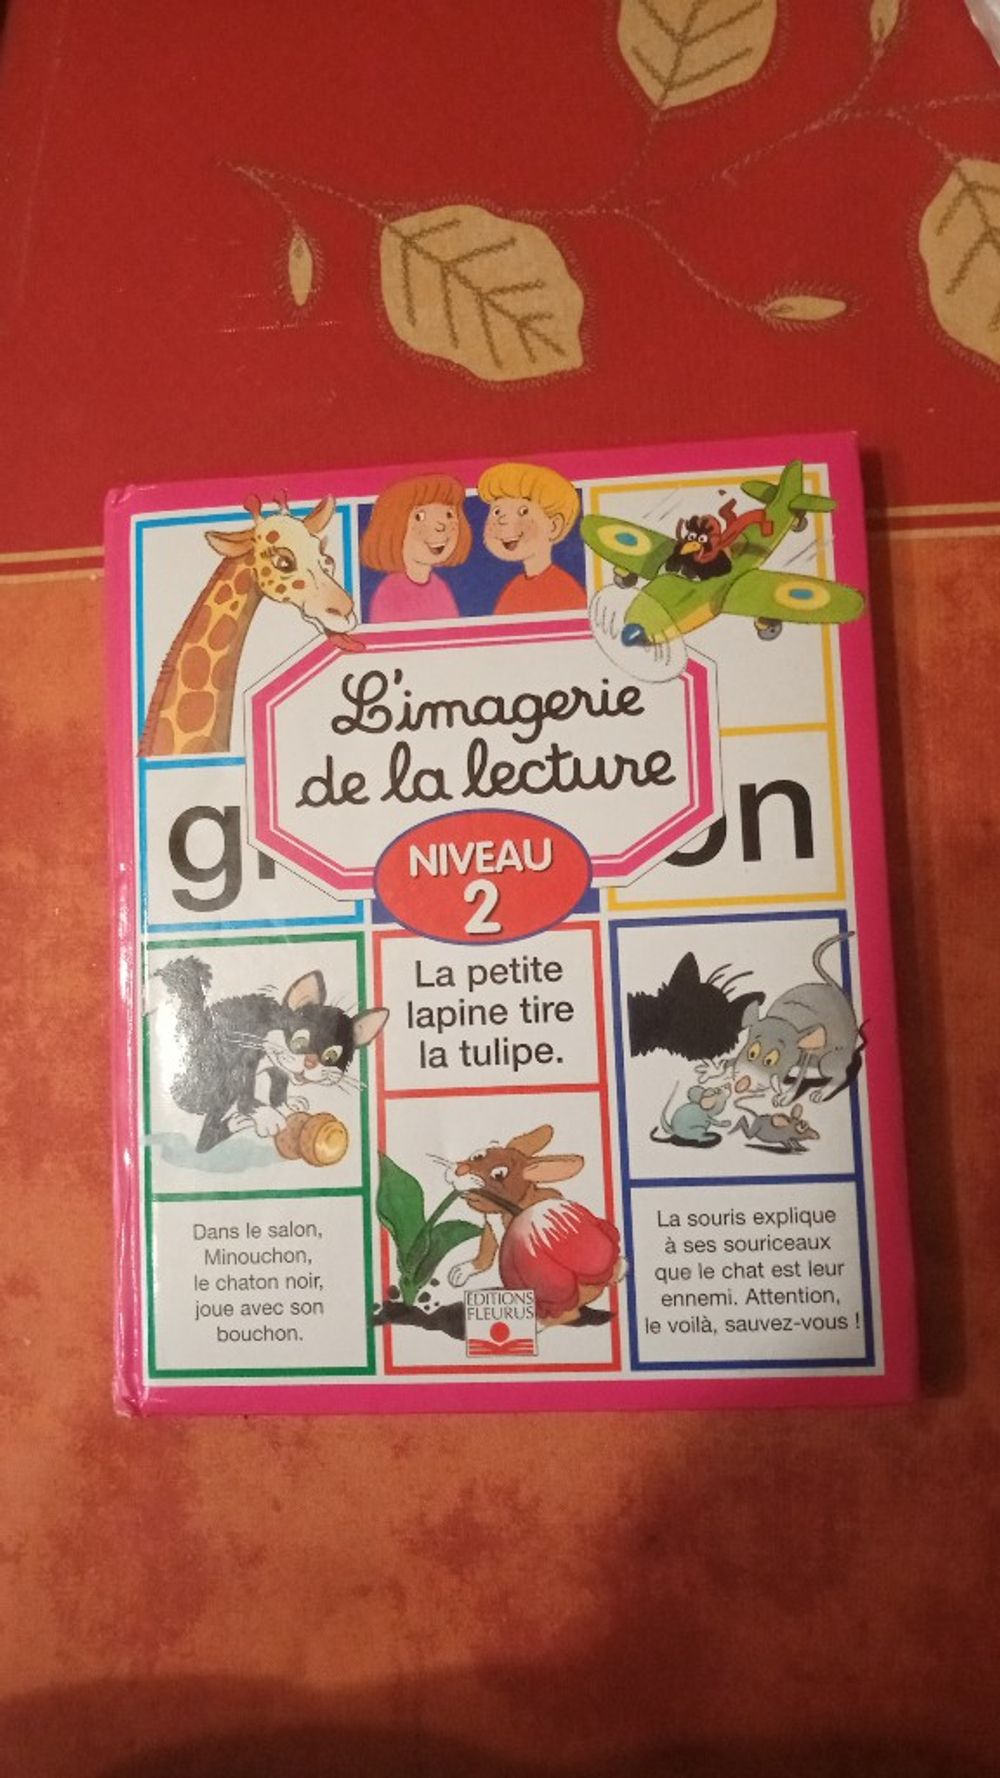 L'imagerie
de la lecture
NIVEAU
2
La petite
lapine tire
la tulipe.
Dans le salon,
Minouchon,
le chaton noir,
joue avec son
bouchon.
La souris explique
à ses souriceaux
que le chat est leur
ennemi. Attention,
le voilà, sauvez-vous !
EDITIONS
FLEURUS